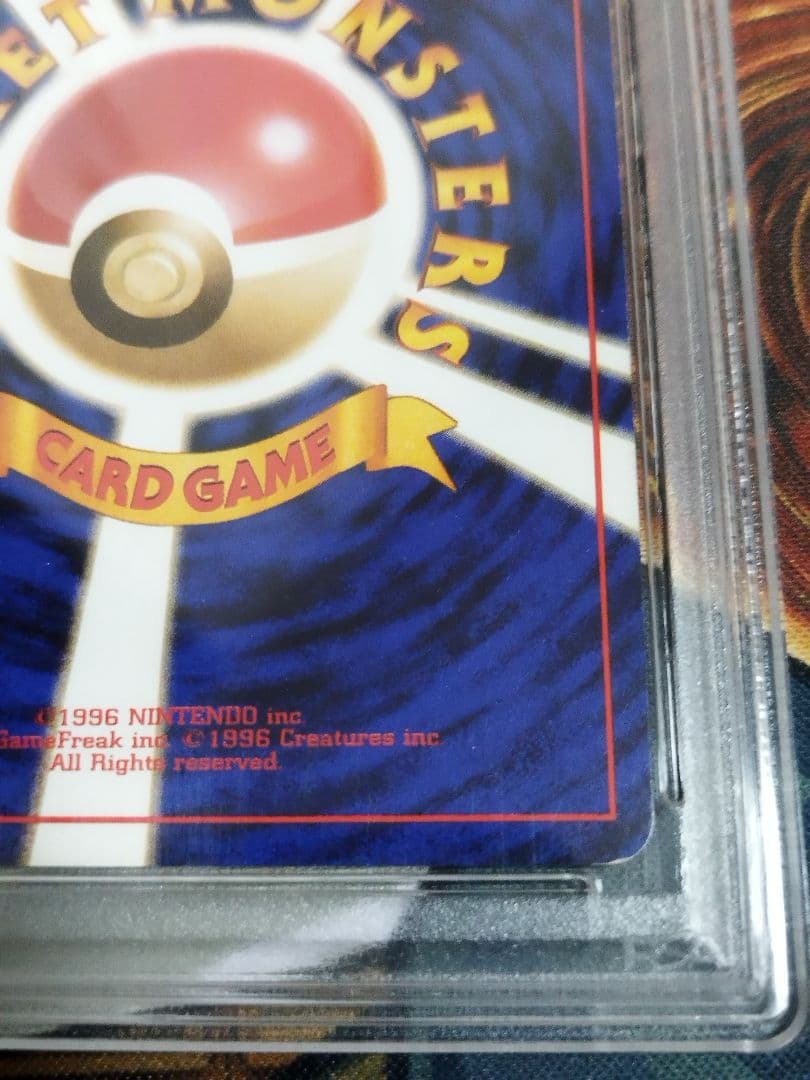 ET MONSTERS
CARD GAME
©1996 NINTENDO inc.
GameFreak inc. ©1996 Creatures inc.
All Rights reserved.